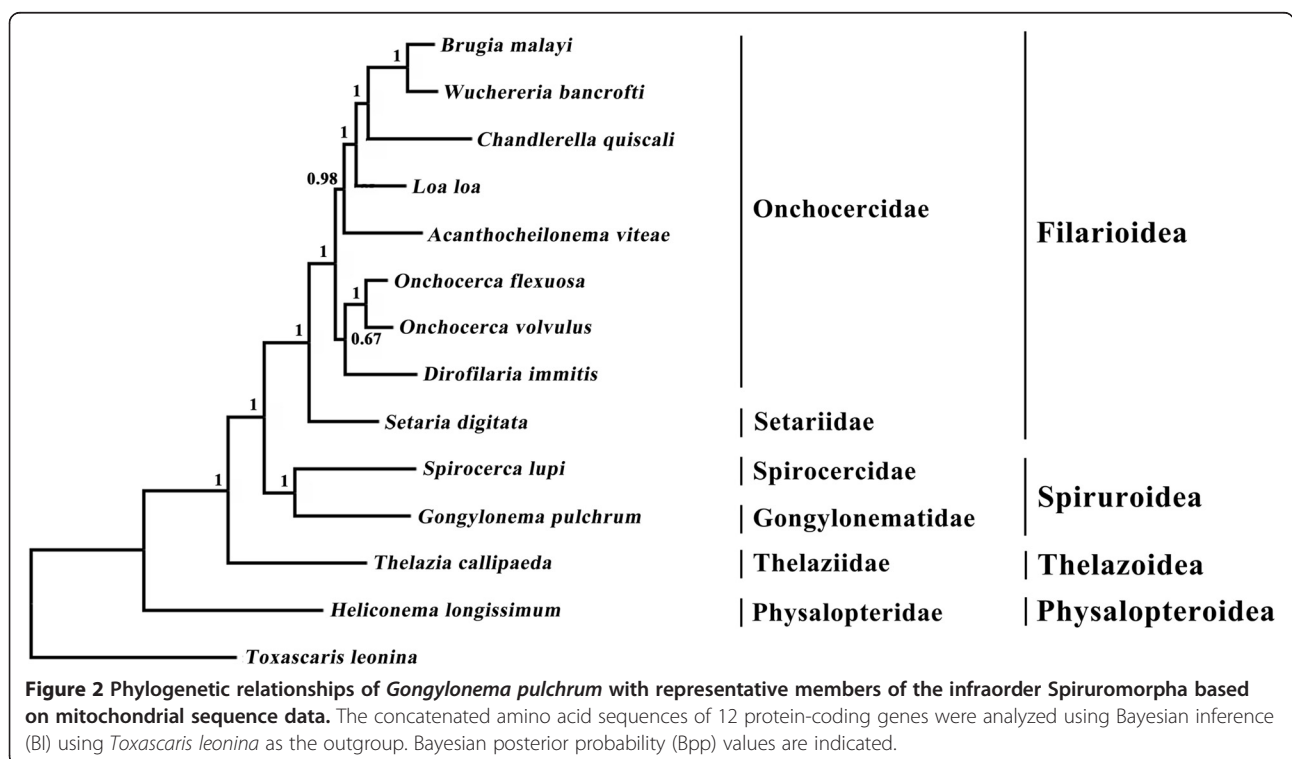 Brugia malayi
1
Wuchereria bancrofti
1
Chandlerella quiscali
1
Loa loa
0.98
Onchocercidae
Acanthocheilonema viteae
Filarioidea
1
Onchocerca flexuosa
1
Onchocerca volvulus
1
0.67
Dirofilaria immitis
Setaria digitata
Setariidae
1
Spirocerca lupi
Spirocercidae
1
1
Spiruroidea
Gongylonema pulchrum
Gongylonematidae
Thelazia callipaeda
Thelaziidae
Thelazoidea
Heliconema longissimum
Physalopteridae
Physalopteroidea
Toxascaris leonina
Figure 2 Phylogenetic relationships of Gongylonema pulchrum with representative members of the infraorder Spiruromorpha based
on mitochondrial sequence data. The concatenated amino acid sequences of 12 protein-coding genes were analyzed using Bayesian inference
(BI) using Toxascaris leonina as the outgroup. Bayesian posterior probability (Bpp) values are indicated.